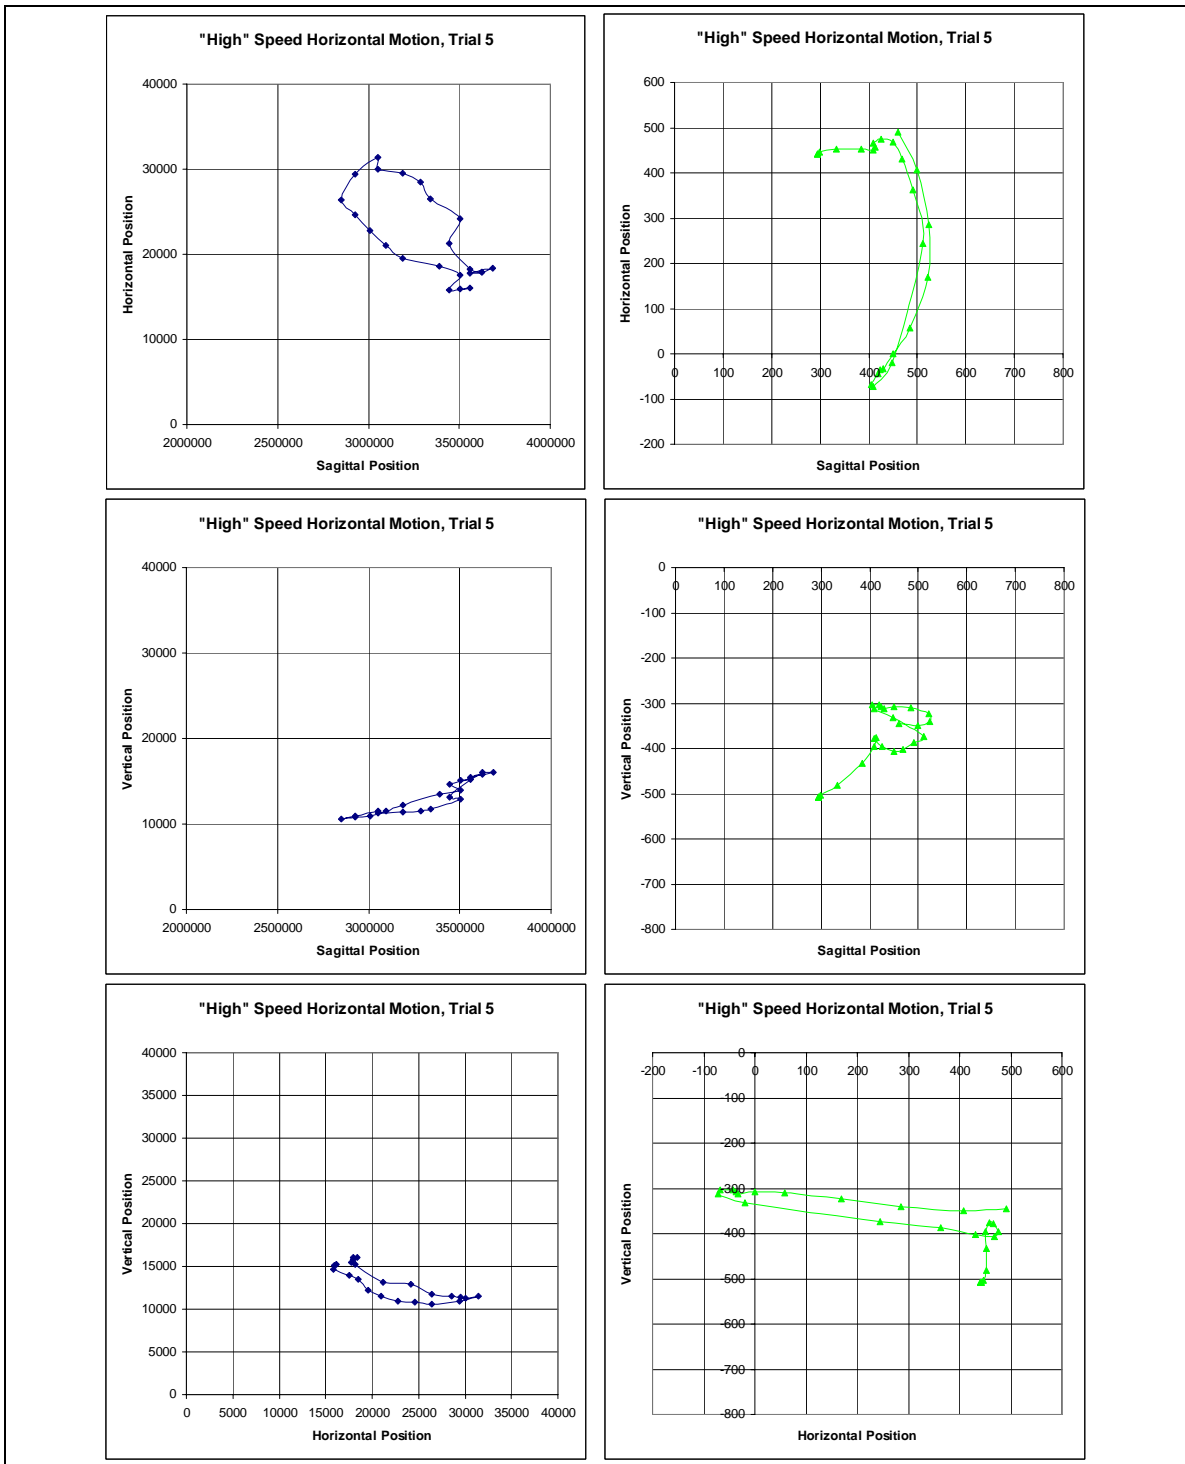 "High" Speed Horizontal Motion, Trial 5
40000
30000
20000
10000
0
2000000 2500000 3000000 3500000 4000000
Horizontal Position
Sagittal Position
"High" Speed Horizontal Motion, Trial 5
600
500
400
300
200
100
0
-100
-200
0 100 200 300 400 500 600 700 800
Horizontal Position
Sagittal Position
"High" Speed Horizontal Motion, Trial 5
40000
30000
20000
10000
0
2000000 2500000 3000000 3500000 4000000
Vertical Position
Sagittal Position
"High" Speed Horizontal Motion, Trial 5
0
-100
-200
-300
-400
-500
-600
-700
-800
0 100 200 300 400 500 600 700 800
Vertical Position
Sagittal Position
"High" Speed Horizontal Motion, Trial 5
40000
35000
30000
25000
20000
15000
10000
5000
0
0 5000 10000 15000 20000 25000 30000 35000 40000
Vertical Position
Horizontal Position
"High" Speed Horizontal Motion, Trial 5
0
-100
-200
-300
-400
-500
-600
-700
-800
-200 -100 0 100 200 300 400 500 600
Vertical Position
Horizontal Position